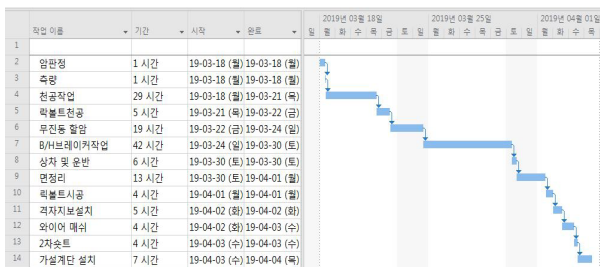 2019년 03월 18일 2019년 03월 25일 2019년 04월 01일
작업 이름 기간 시작 완료 일 월 화 수 목 금 토 일 월 화 수 목 금 토 일 월 화 수 목
1
2 암판정 1 시간 19-03-18 (월) 19-03-18 (월)
3 측량 1 시간 19-03-18 (월) 19-03-18 (월)
4 천공작업 29 시간 19-03-18 (월) 19-03-21 (목)
5 락볼트천공 5 시간 19-03-21 (목) 19-03-22 (금)
6 무진동 할암 19 시간 19-03-22 (금) 19-03-24 (일)
7 B/H브레이커작업 42 시간 19-03-24 (일) 19-03-30 (토)
8 상차 및 운반 6 시간 19-03-30 (토) 19-03-30 (토)
9 면정리 13 시간 19-03-30 (토) 19-04-01 (월)
10 락볼트시공 4 시간 19-04-01 (월) 19-04-01 (월)
11 격자지보설치 5 시간 19-04-02 (화) 19-04-02 (화)
12 와이어 매쉬 4 시간 19-04-02 (화) 19-04-03 (수)
13 2차숏트 4 시간 19-04-03 (수) 19-04-03 (수)
14 가설계단 설치 7 시간 19-04-03 (수) 19-04-04 (목)